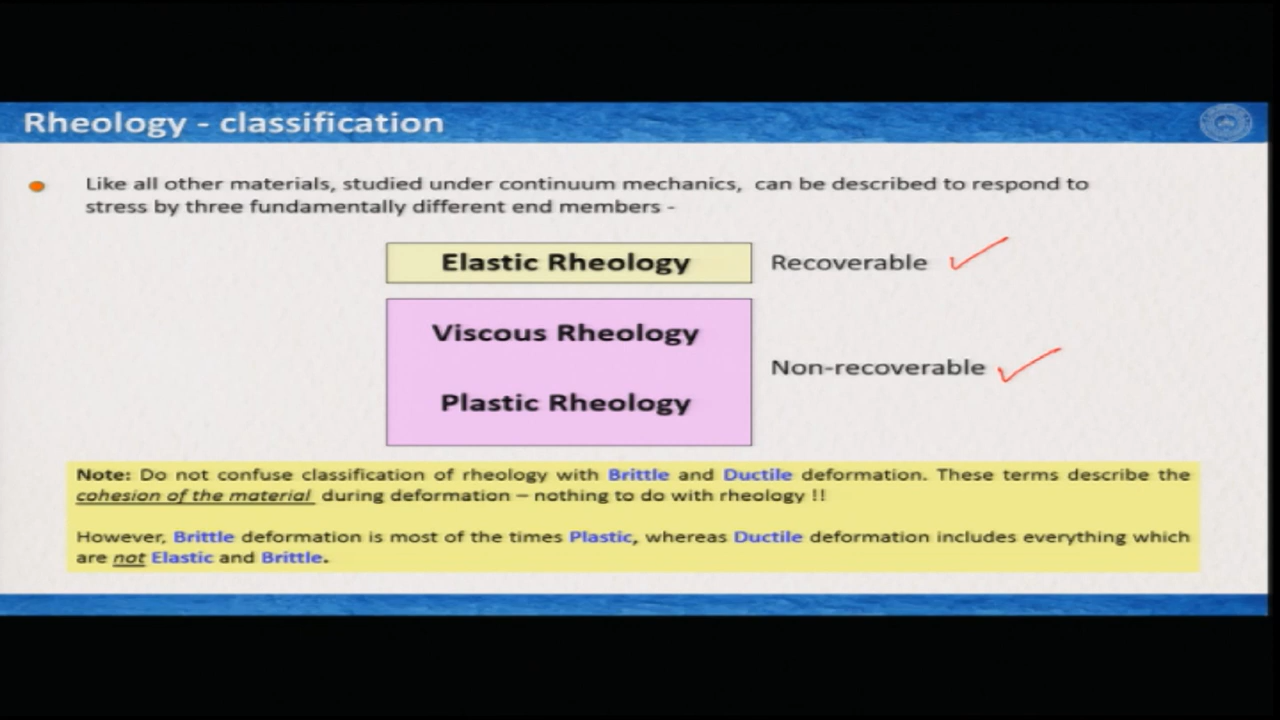 Rheology - classification
Like all other materials, studied under continuum mechanics, can be described to respond to
stress by three fundamentally different end members -
Elastic Rheology
Recoverable
Viscous Rheology
Non-recoverable
Plastic Rheology
Note: Do not confuse classification of rheology with Brittle and Ductile deformation. These terms describe the
cohesion of the material during deformation – nothing to do with rheology !!
However, Brittle deformation is most of the times Plastic, whereas Ductile deformation includes everything which
are not Elastic and Brittle.